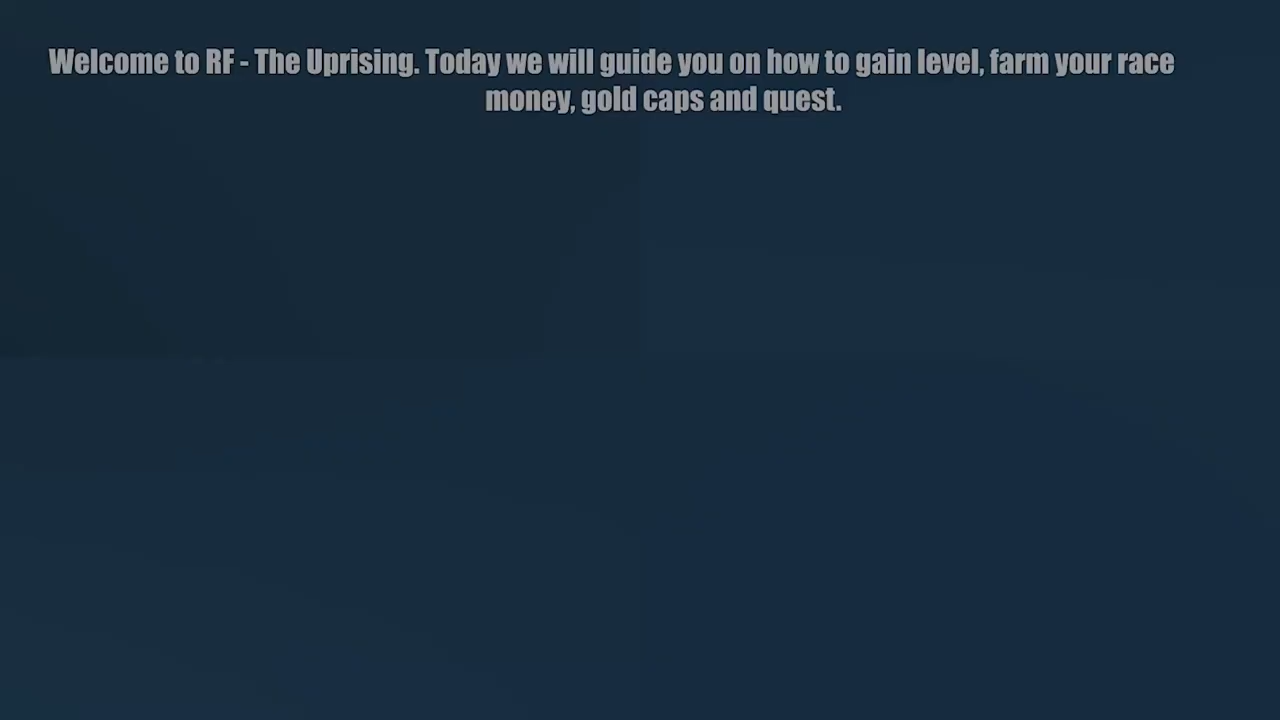 Welcome to RF - The Uprising. Today we will guide you on how to gain level, farm your race
money, gold caps and quest.